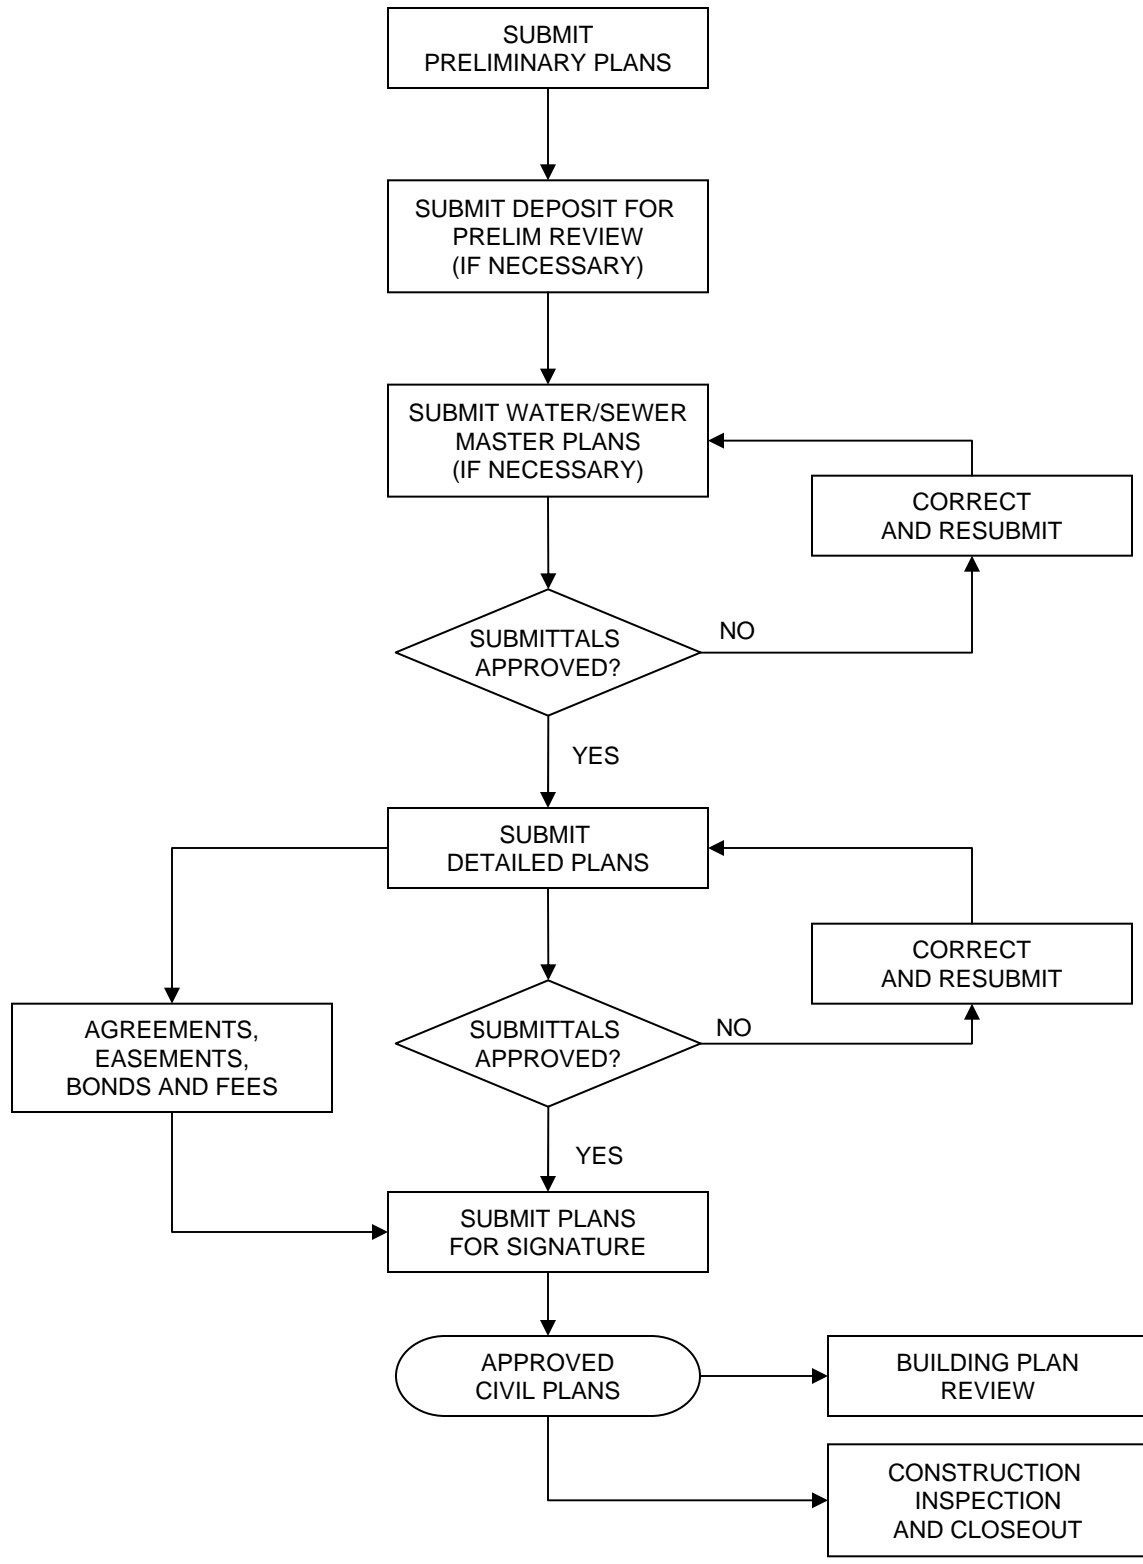 SUBMIT
PRELIMINARY PLANS
SUBMIT DEPOSIT FOR
PRELIM REVIEW
(IF NECESSARY)
SUBMIT WATER/SEWER
MASTER PLANS
(IF NECESSARY)
CORRECT
AND RESUBMIT
SUBMITTALS
APPROVED?
NO
YES
SUBMIT
DETAILED PLANS
CORRECT
AND RESUBMIT
AGREEMENTS,
EASEMENTS,
BONDS AND FEES
SUBMITTALS
APPROVED?
NO
YES
SUBMIT PLANS
FOR SIGNATURE
APPROVED
CIVIL PLANS
BUILDING PLAN
REVIEW
CONSTRUCTION
INSPECTION
AND CLOSEOUT